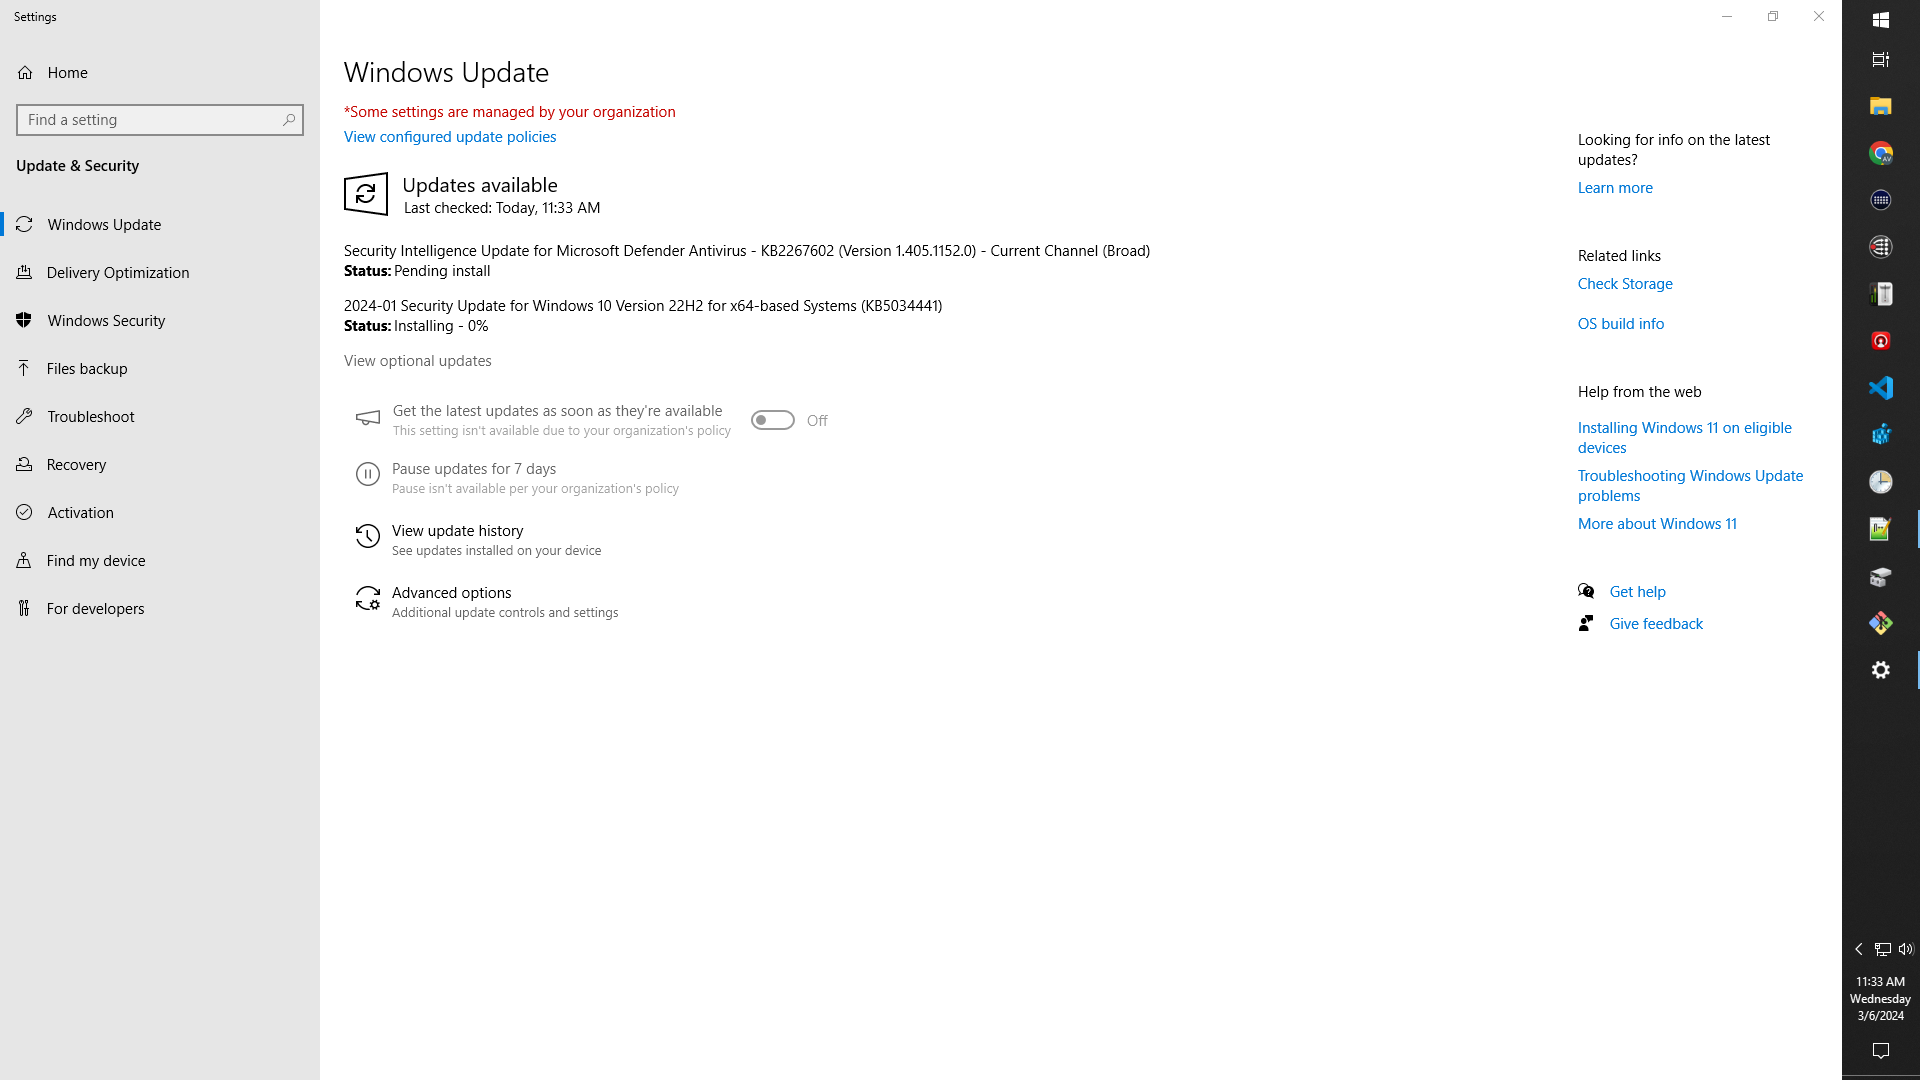 Settings
Home
Find a setting
Update & Security
Windows Update
Delivery Optimization
Windows Security
Files backup
Troubleshoot
Recovery
Activation
Find my device
For developers
Windows Update
*Some settings are managed by your organization
View configured update policies
Updates available
Last checked: Today, 11:33 AM
Security Intelligence Update for Microsoft Defender Antivirus - KB2267602 (Version 1.405.1152.0) - Current Channel (Broad)
Status: Pending install
2024-01 Security Update for Windows 10 Version 22H2 for x64-based Systems (KB5034441)
Status: Installing - 0%
View optional updates
Get the latest updates as soon as they're available
This setting isn't available due to your organization's policy
Off
Pause updates for 7 days
Pause isn't available per your organization's policy
View update history
See updates installed on your device
Advanced options
Additional update controls and settings
Looking for info on the latest
updates?
Learn more
Related links
Check Storage
OS build info
Help from the web
Installing Windows 11 on eligible
devices
Troubleshooting Windows Update
problems
More about Windows 11
Get help
Give feedback
AV
11:33 AM
Wednesday
3/6/2024